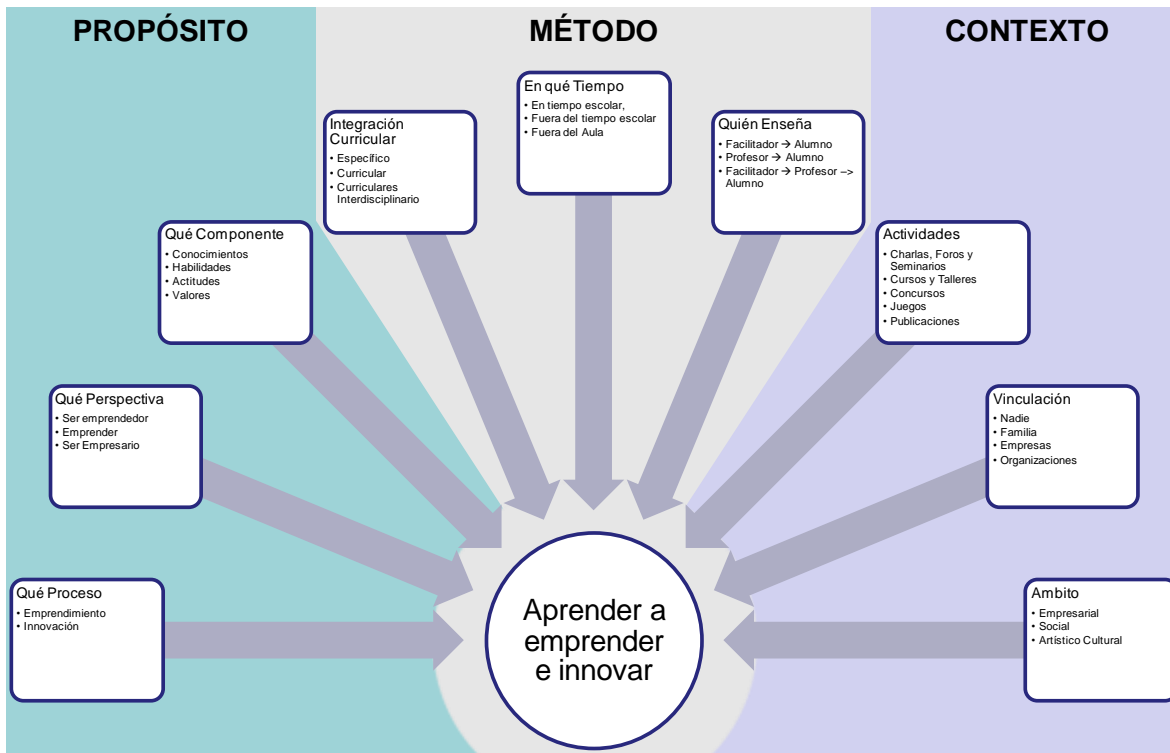 PROPÓSITO
MÉTODO
CONTEXTO
En qué Tiempo
• En tiempo escolar,
• Fuera del tiempo escolar
• Fuera del Aula
Integración
Curricular
• Específico
• Curricular
• Curriculares
Interdisciplinario
Quién Enseña
• Facilitador → Alumno
• Profesor → Alumno
• Facilitador → Profesor –>
Alumno
Qué Componente
• Conocimientos
• Habilidades
• Actitudes
• Valores
Actividades
• Charlas, Foros y
Seminarios
• Cursos y Talleres
• Concursos
• Juegos
• Publicaciones
Qué Perspectiva
• Ser emprendedor
• Emprender
• Ser Empresario
Vinculación
• Nadie
• Familia
• Empresas
• Organizaciones
Qué Proceso
• Emprendimiento
• Innovación
Aprender a
emprender
e innovar
Ambito
• Empresarial
• Social
• Artístico Cultural